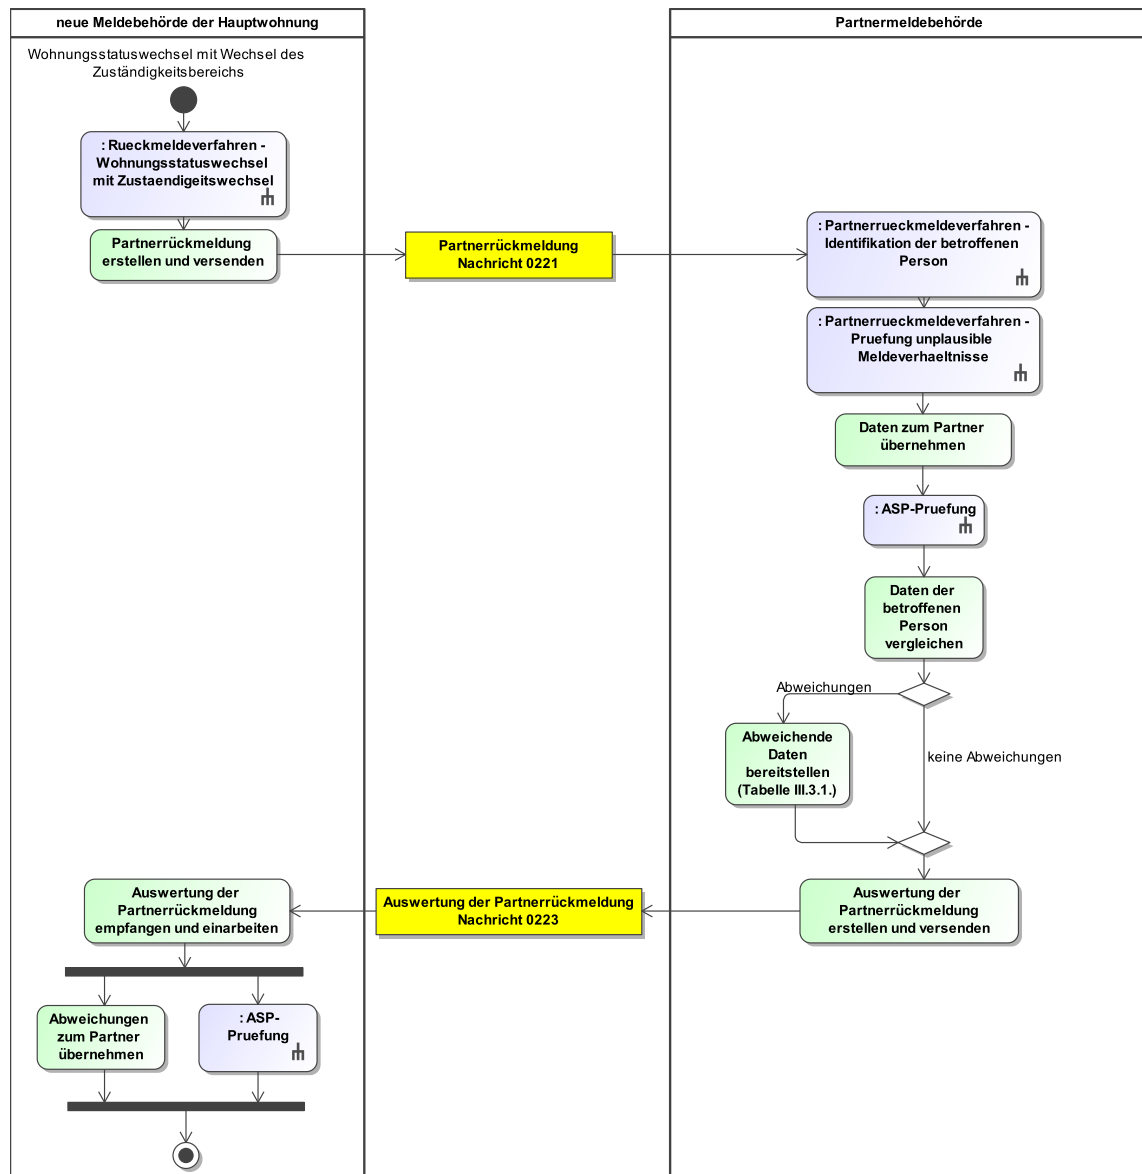 neue Meldebehörde der Hauptwohnung
Partnermeldebehörde
Wohnungsstatuswechsel mit Wechsel des
Zuständigkeitsbereichs
: Rueckmeldeverfahren -
Wohnungsstatuswechsel
mit Zustaendigeitswechsel
Partnerrückmeldung
erstellen und versenden
Partnerrückmeldung
Nachricht 0221
: Partnerrueckmeldeverfahren -
Identifikation der betroffenen
Person
: Partnerrueckmeldeverfahren -
Pruefung unplausible
Meldeverhaeltnisse
Daten zum Partner
übernehmen
: ASP-Pruefung
Daten der
betroffenen
Person
vergleichen
Abweichungen
Abweichende
Daten
bereitstellen
(Tabelle III.3.1.)
keine Abweichungen
Auswertung der
Partnerrückmeldung
erstellen und versenden
Auswertung der Partnerrückmeldung
Nachricht 0223
Auswertung der
Partnerrückmeldung
empfangen und einarbeiten
Abweichungen
zum Partner
übernehmen
: ASP-
Pruefung